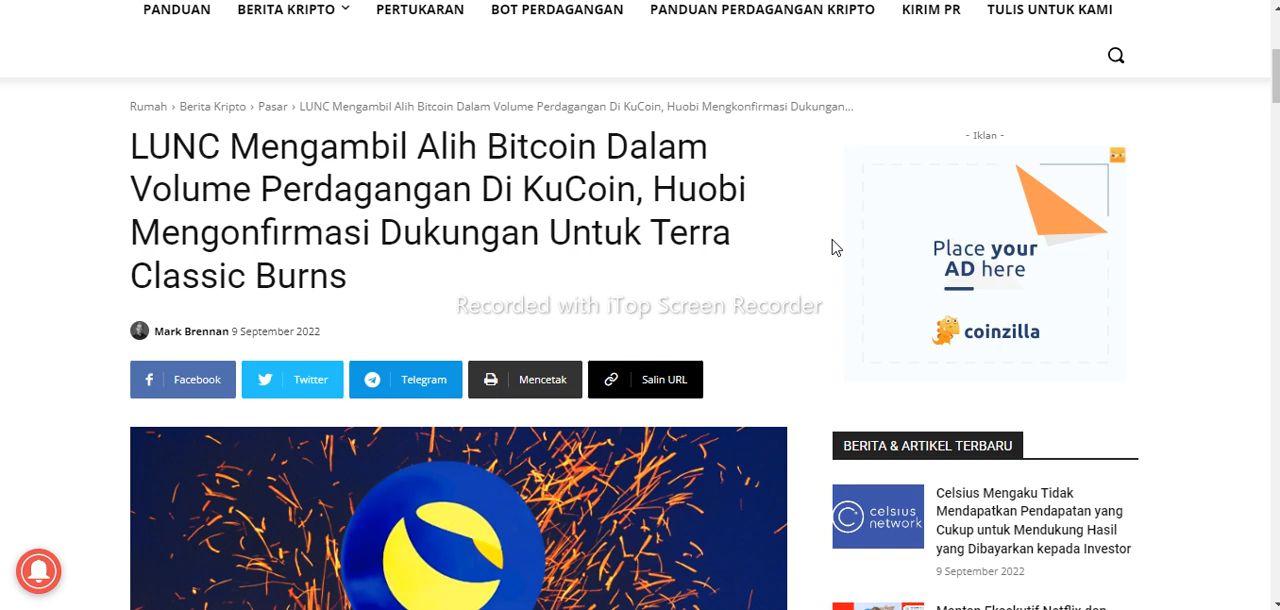 PANDUAN BERITA KRIPTO PERTUKARAN BOT PERDAGANGAN PANDUAN PERDAGANGAN KRIPTO KIRIM PR TULIS UNTUK KAMI
Rumah › Berita Kripto › Pasar › LUNC Mengambil Alih Bitcoin Dalam Volume Perdagangan Di KuCoin, Huobi Mengkonfirmasi Dukungan...
LUNC Mengambil Alih Bitcoin Dalam
Volume Perdagangan Di KuCoin, Huobi
Mengonfirmasi Dukungan Untuk Terra
Classic Burns
Recorded with iTop Screen Recorder
Mark Brennan 9 September 2022
Facebook Twitter Telegram Mencetak Salin URL
- Iklan -
Place your
AD here
coinzilla
BERITA & ARTIKEL TERBARU
celsius
network
Celsius Mengaku Tidak
Mendapatkan Pendapatan yang
Cukup untuk Mendukung Hasil
yang Dibayarkan kepada Investor
9 September 2022
Mantan Eksekutif Netflix dan